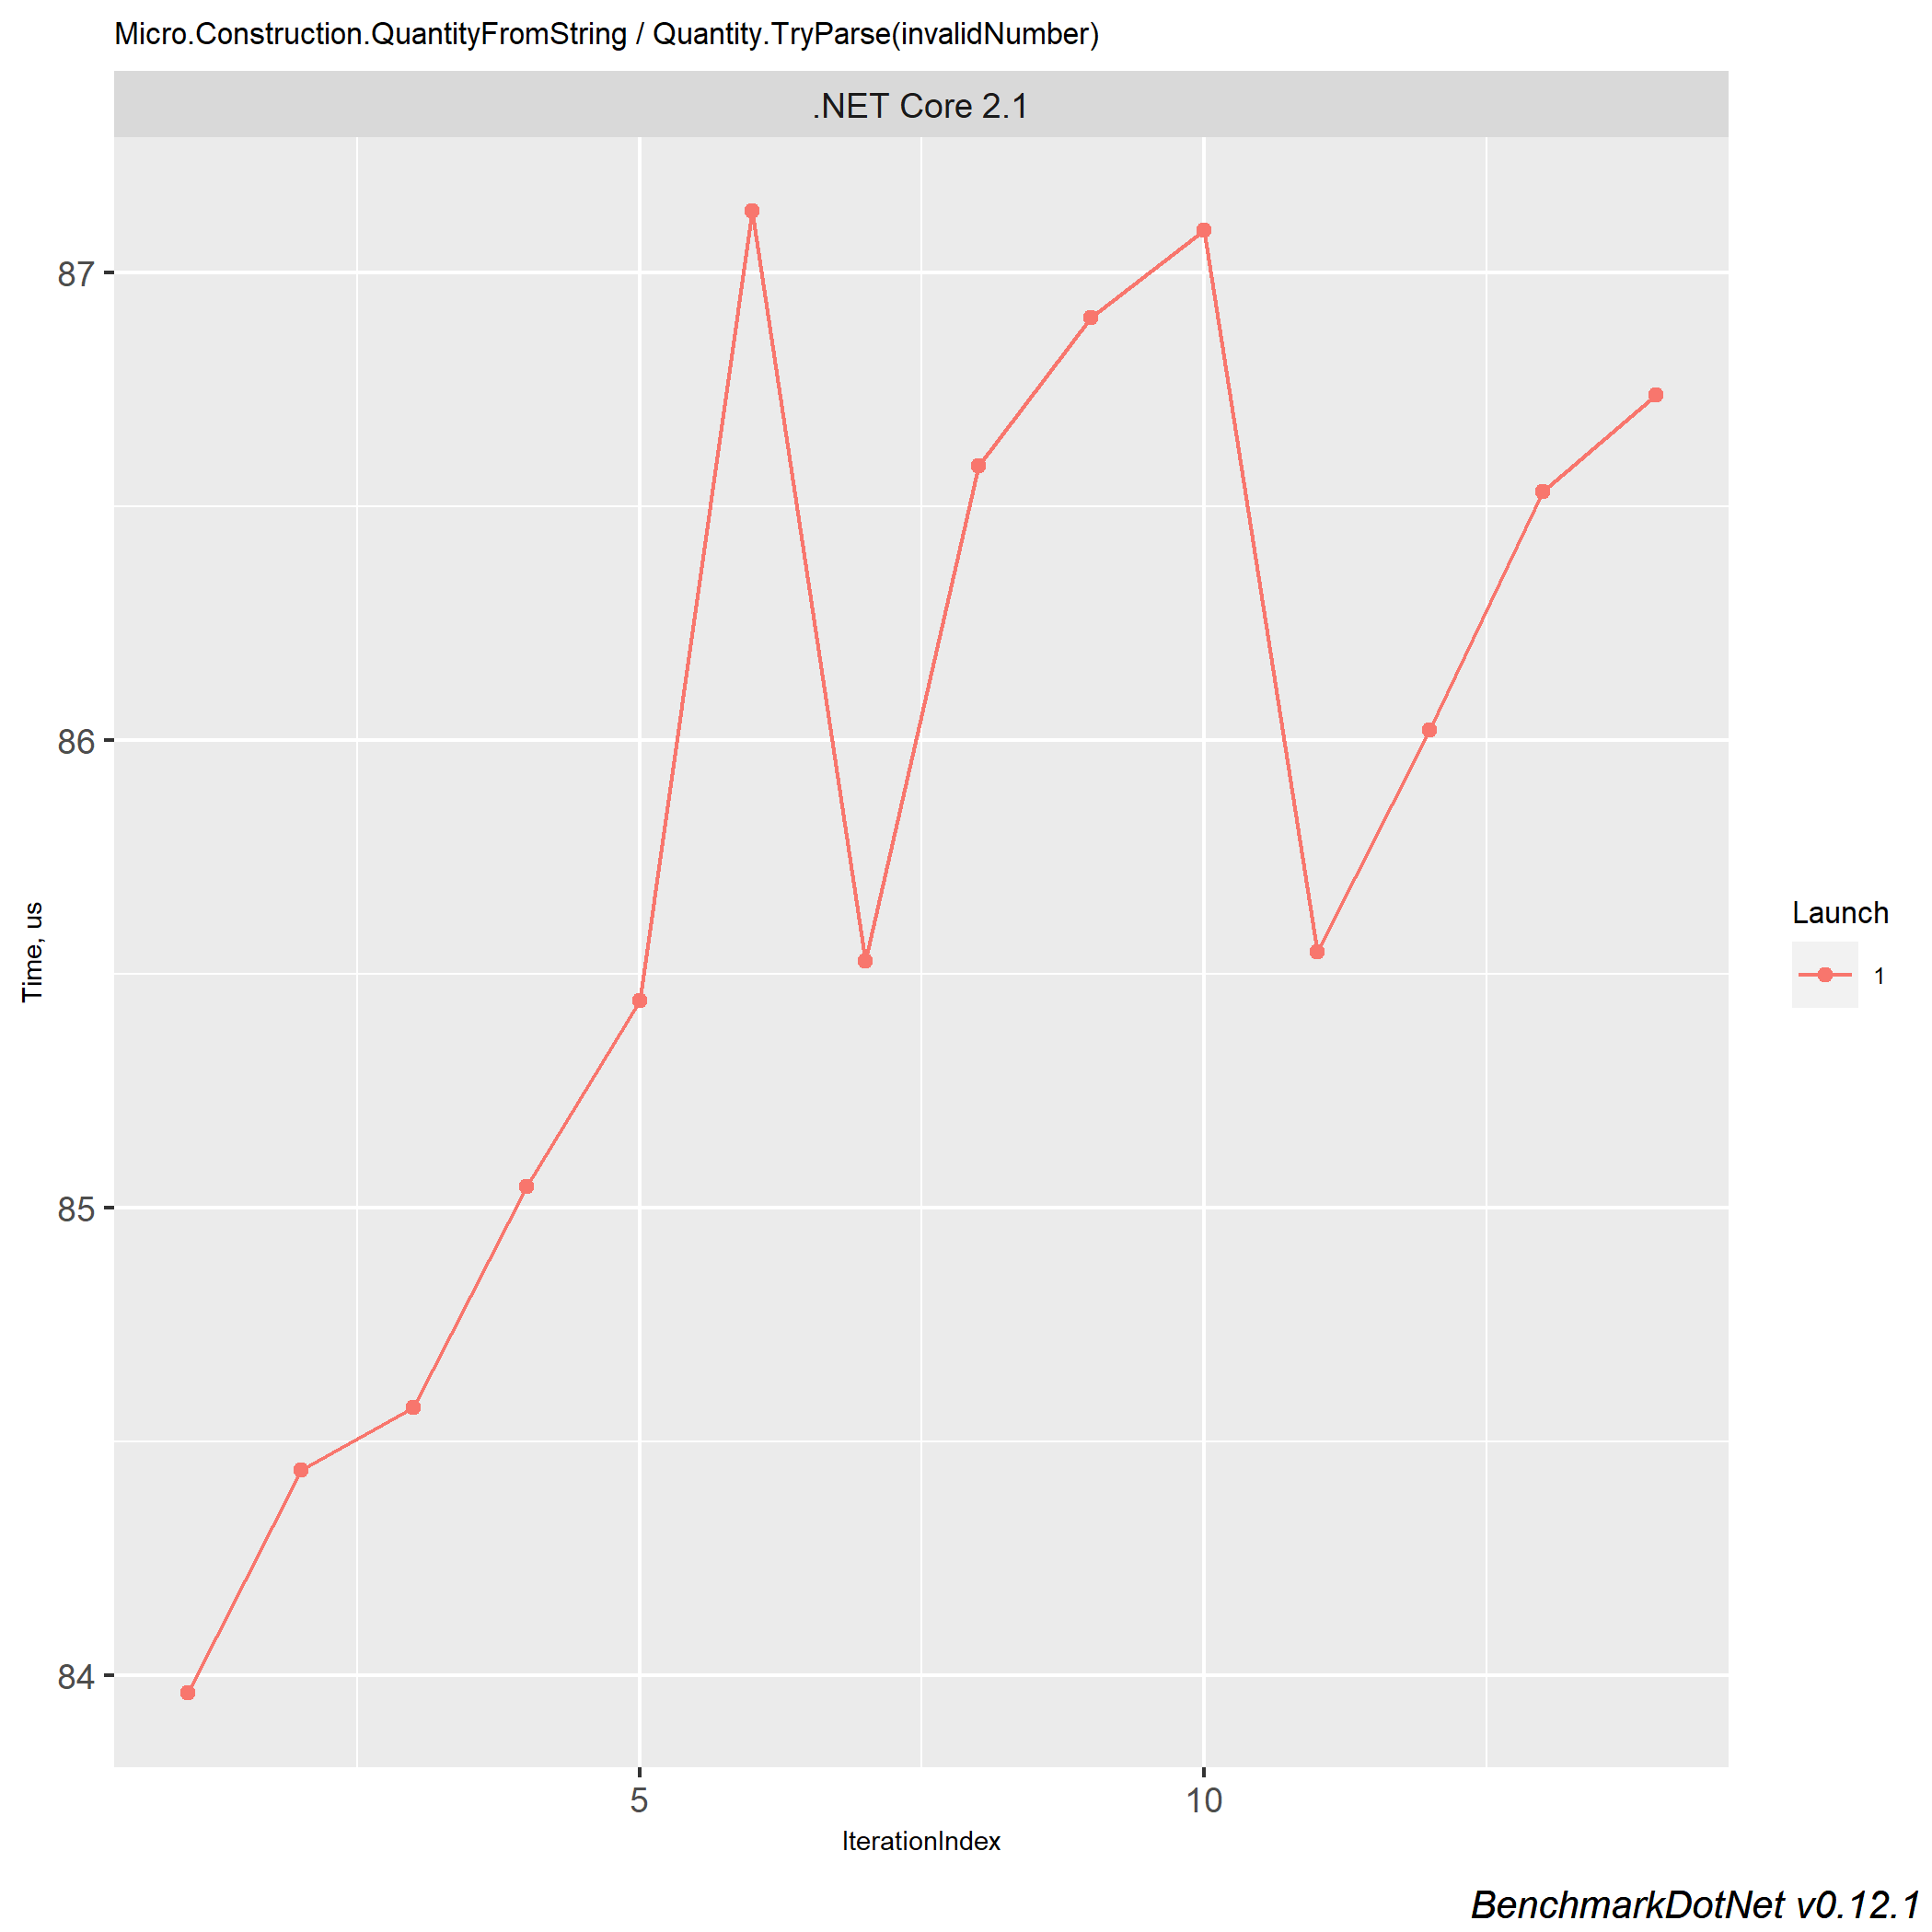 Micro.Construction.QuantityFromString / Quantity.TryParse(invalidNumber)
.NET Core 2.1
87
86
85
84
Time, us
5
10
IterationIndex
Launch
1
BenchmarkDotNet v0.12.1